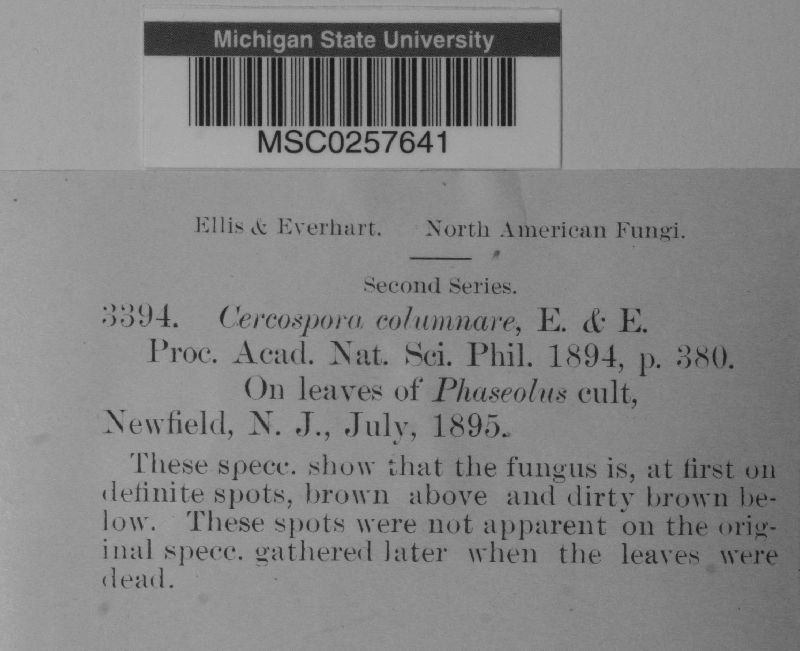 Michigan State University
MSC0257641
Ellis & Everhart. North American Fungi.
Second Series.
3394. Cercospora columnare, E. & E.
Proc. Acad. Nat. Sci. Phil. 1894, p. 380.
On leaves of Phaseolus cult,
Newfield, N. J., July, 1895.
These specc. show that the fungus is, at first on
definite spots, brown above and dirty brown be-
low. These spots were not apparent on the orig-
inal specc. gathered later when the leaves were
dead.